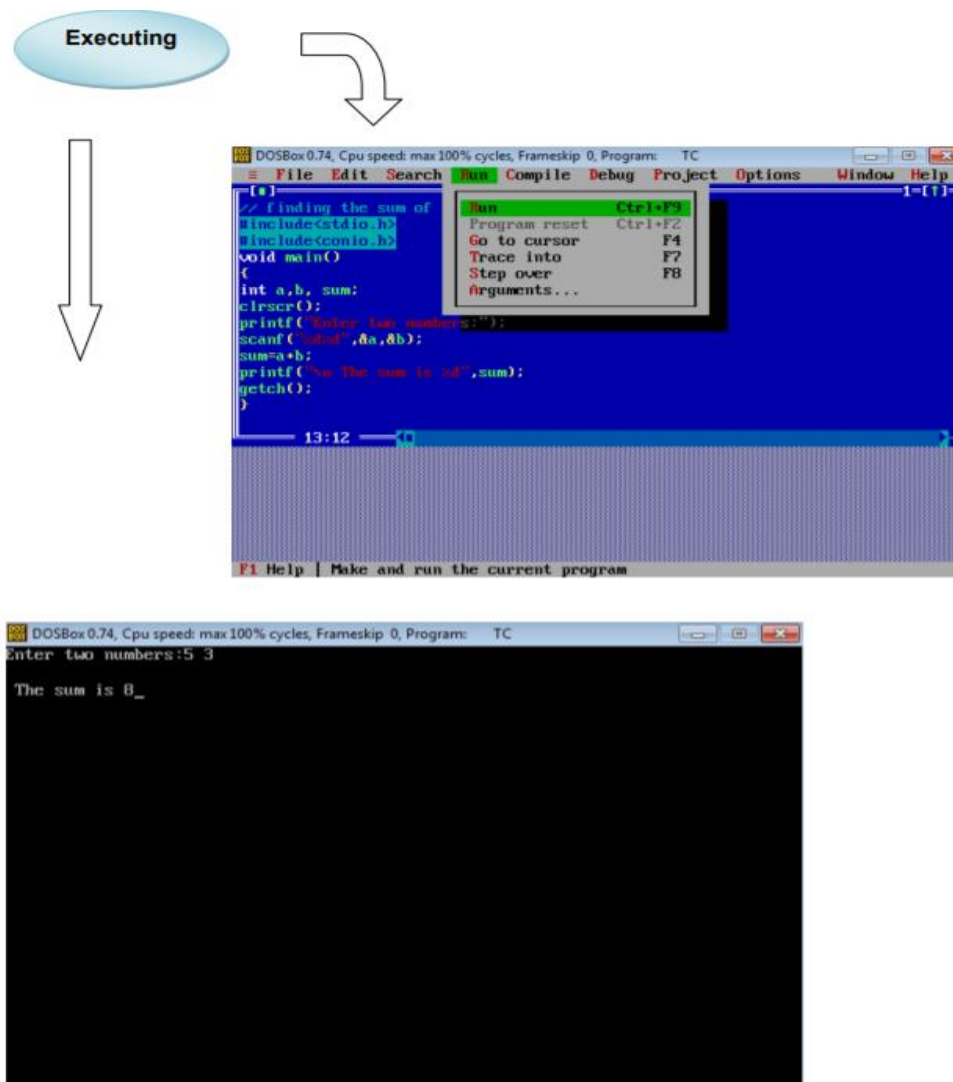 Executing
DOSBox 0.74, Cpu speed: max 100% cycles, Frameskip 0, Program: TC
≡ File Edit Search Run Compile Debug Project Options Window Help
[■] 1=[↑]
// finding the sum of
#include<stdio.h>
#include<conio.h>
void main()
{
int a,b, sum;
clrscr();
printf("Enter two numbers:");
scanf("%d%d",&a,&b);
sum=a+b;
printf("\n The sum is %d",sum);
getch();
}
Run Ctrl+F9
Program reset Ctrl+F2
Go to cursor F4
Trace into F7
Step over F8
Arguments...
13:12
F1 Help | Make and run the current program
DOSBox 0.74, Cpu speed: max 100% cycles, Frameskip 0, Program: TC
Enter two numbers:5 3
The sum is 8_